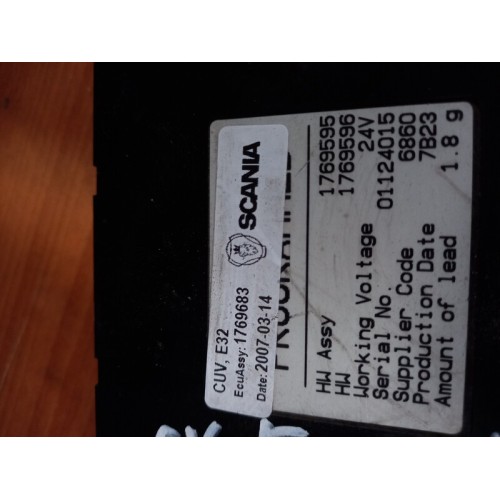 CUV, E32
EcuAssy: 1769683
Date: 2007-03-14
SCANIA
HW Assy 1769595
HW 1769596
Working Voltage 24V
Serial No. 01124015
Supplier Code 6860
Production Date 7B23
Amount of lead 1.8 g